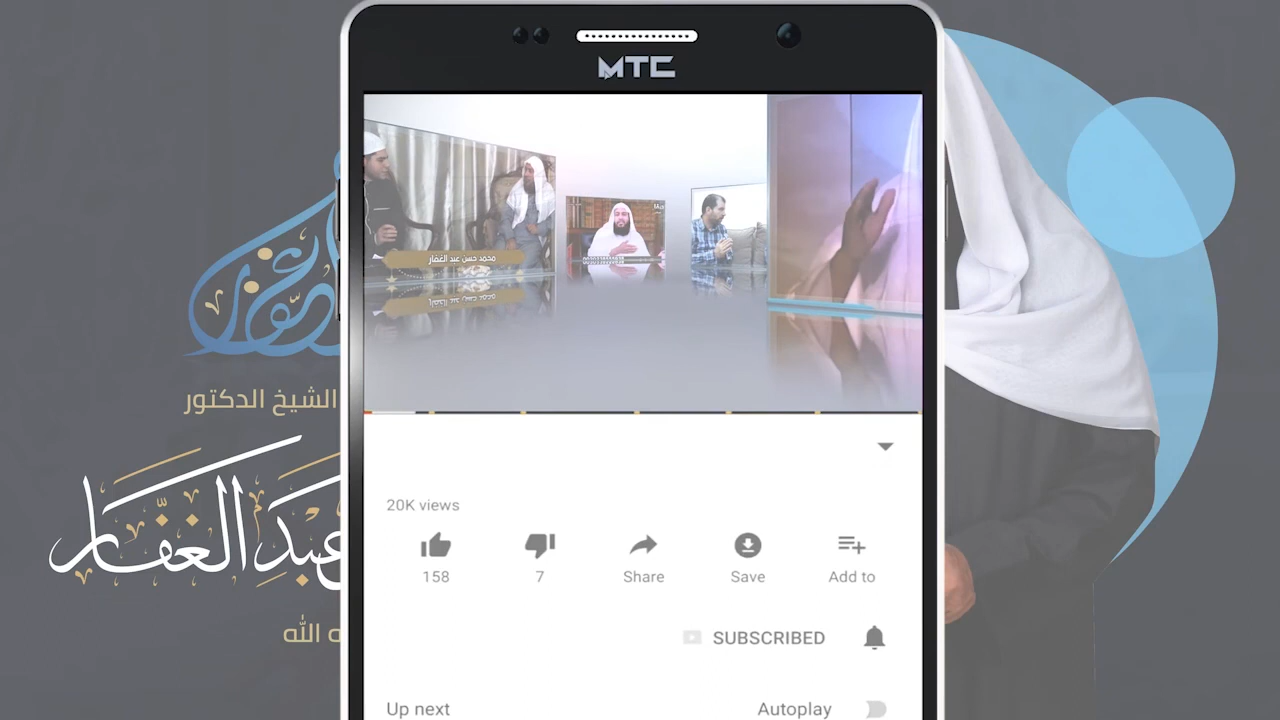 MTC
محمد حسن عبد الغفار
الشيخ الدكتور
عبد الغفار
ه الله
20K views
158
7
Share
Save
Add to
SUBSCRIBED
Up next
Autoplay